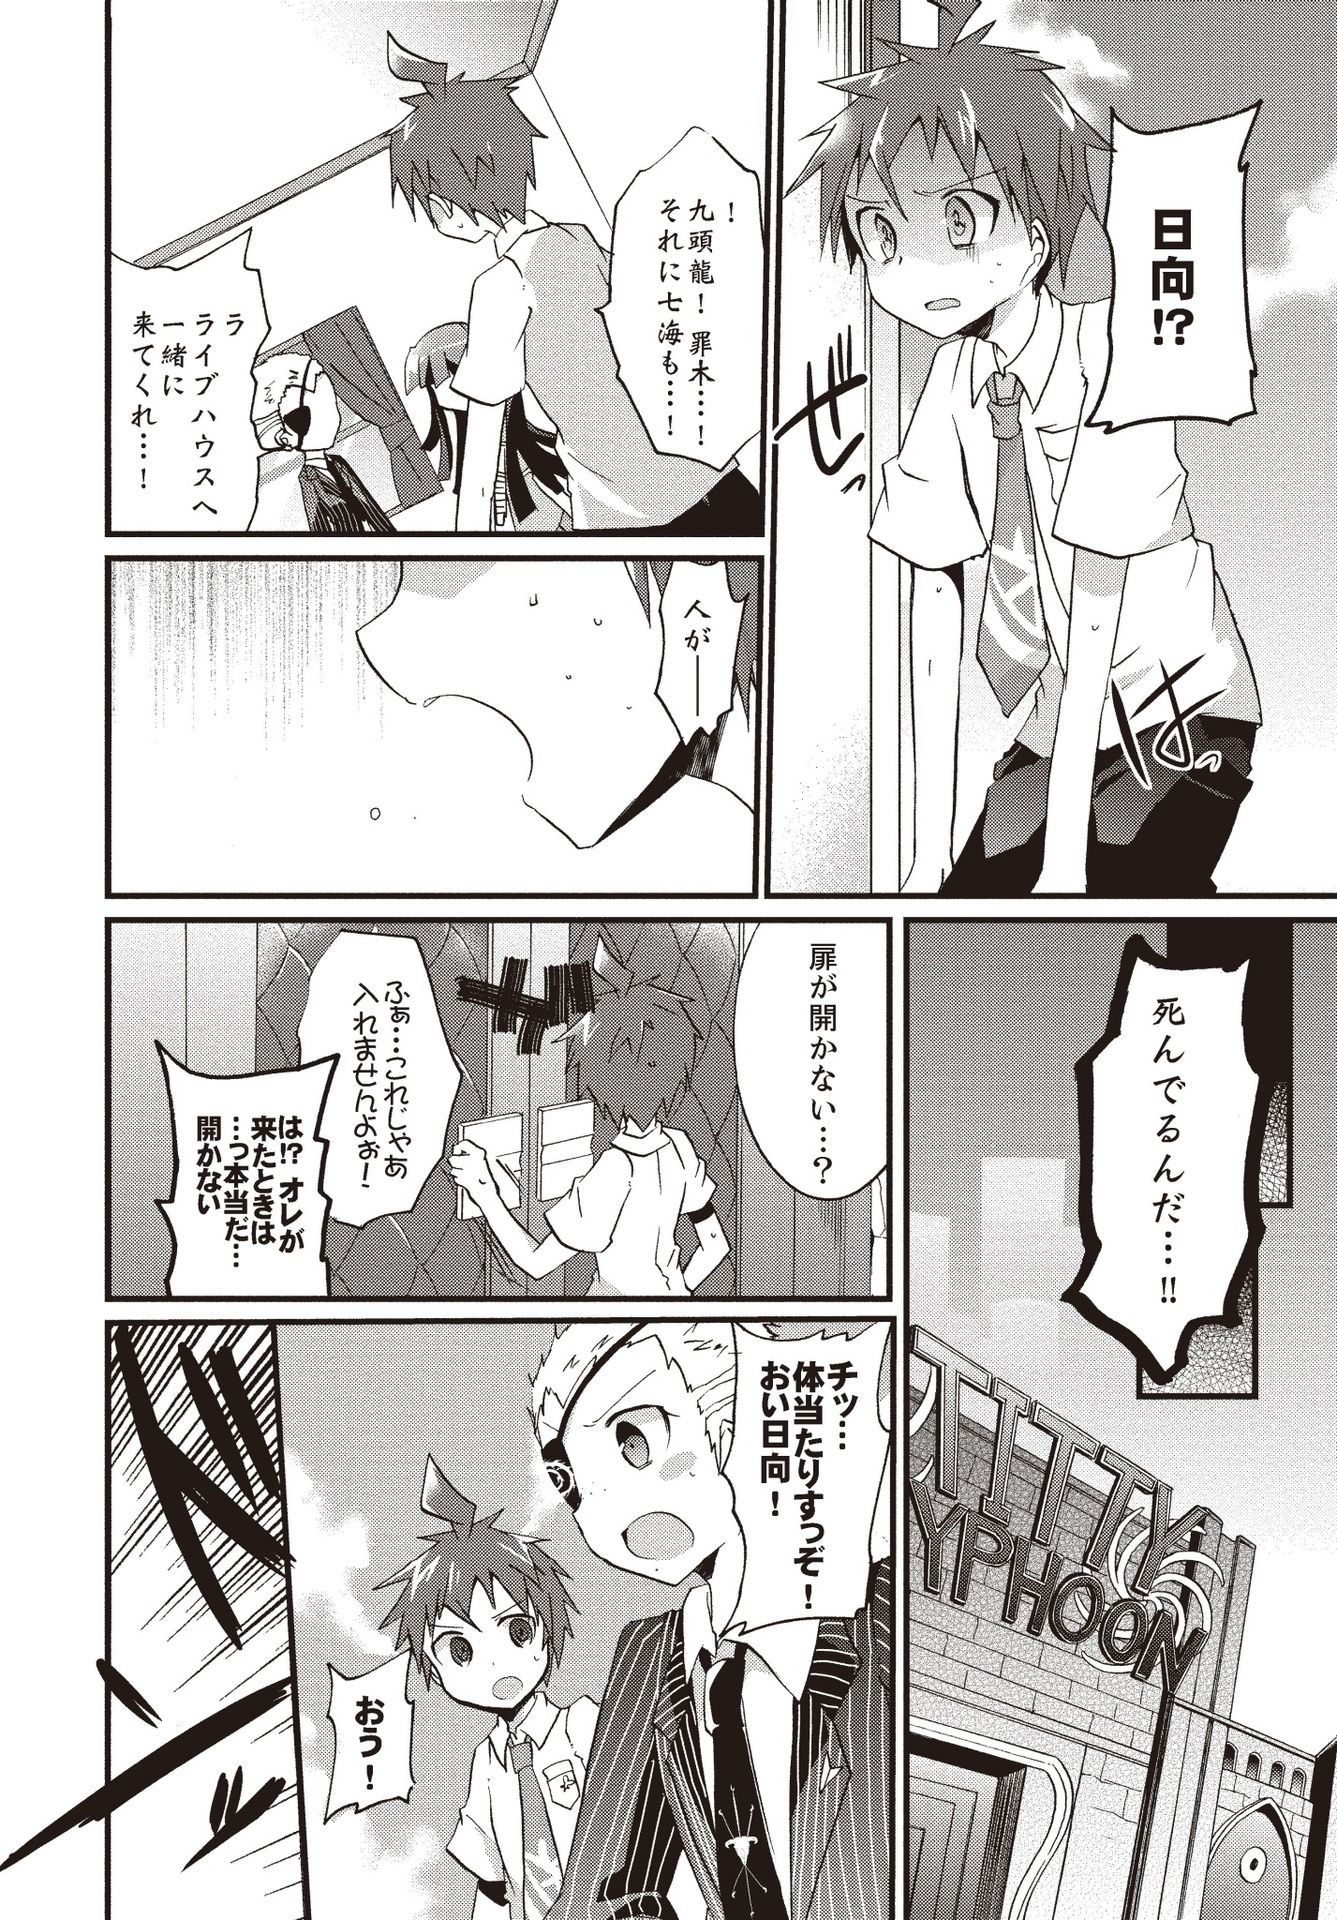 日向!?
ぜぇ
はぁ
!
九頭龍！罪木…！
それに七海も…！
ラ
ライブハウスへ
一緒に
来てくれ…！
人が――
死んでるんだ…!!
TITTY
TYPHOON
扉が開かない…？
ふぁ…これじゃあ
入れませんよぉ！
は!?オレが
来たときは
…っ本当だ…
開かない
チッ…
体当たりすっぞ！
おい日向！
おう！
バン